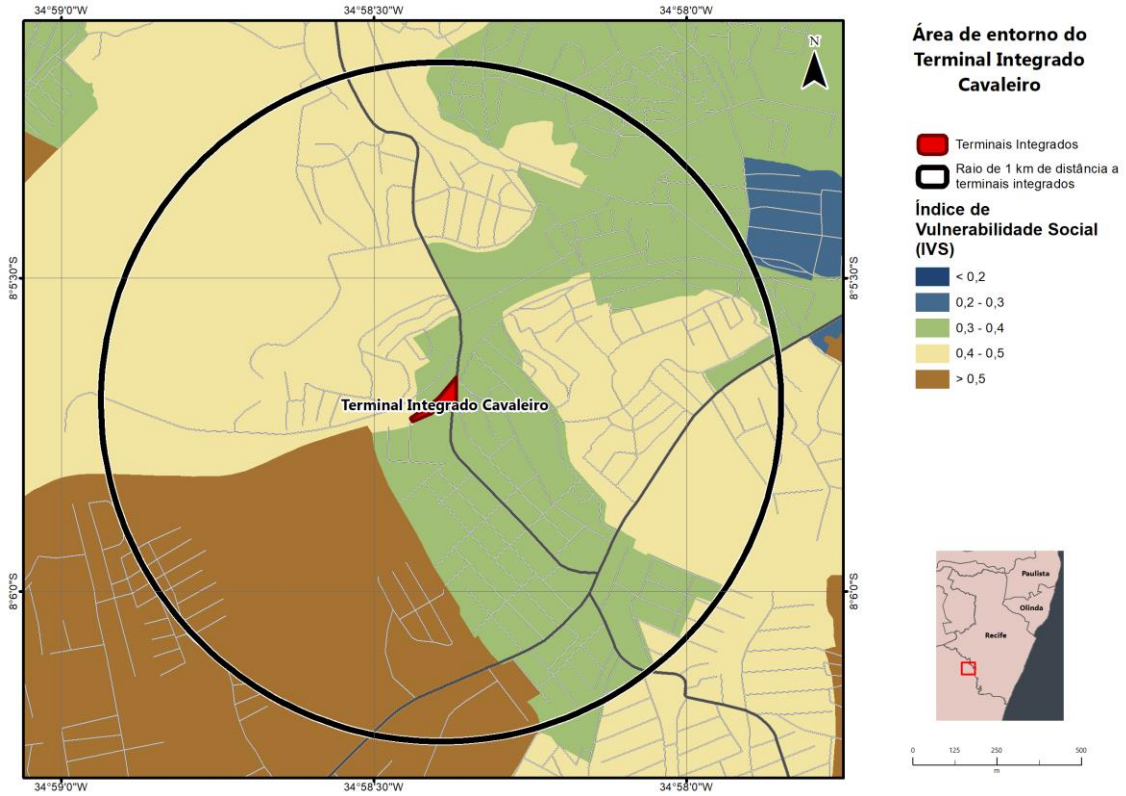 34°59'0"W
34°58'30"W
34°58'0"W
8°5'30"S
8°6'0"S
N
Terminal Integrado Cavaleiro
8°5'30"S
8°6'0"S
34°59'0"W
34°58'30"W
34°58'0"W
Área de entorno do
Terminal Integrado
Cavaleiro
Terminais Integrados
Raio de 1 km de distância a
terminais integrados
Índice de
Vulnerabilidade Social
(IVS)
< 0,2
0,2 - 0,3
0,3 - 0,4
0,4 - 0,5
> 0,5
Paulista
Olinda
Recife
0 125 250 500
m